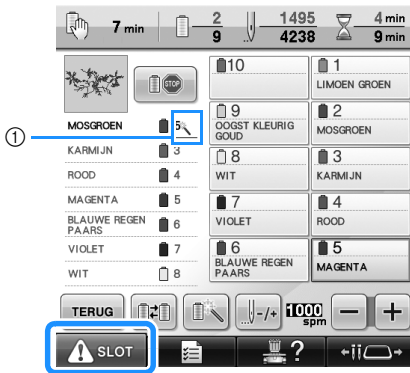 7 min
2
9
1495
4238
4 min
9 min
STOP
10
1
LIMOEN GROEN
①
MOSGROEN 5
9
OOGST KLEURIG
GOUD
2
MOSGROEN
KARMIJN 3
8
WIT
3
KARMIJN
ROOD 4
MAGENTA 5
7
VIOLET
4
ROOD
BLAUWE REGEN
PAARS 6
VIOLET 7
6
BLAUWE REGEN
PAARS
5
MAGENTA
WIT 8
TERUG
-/+
1000
spm
− +
SLOT
?